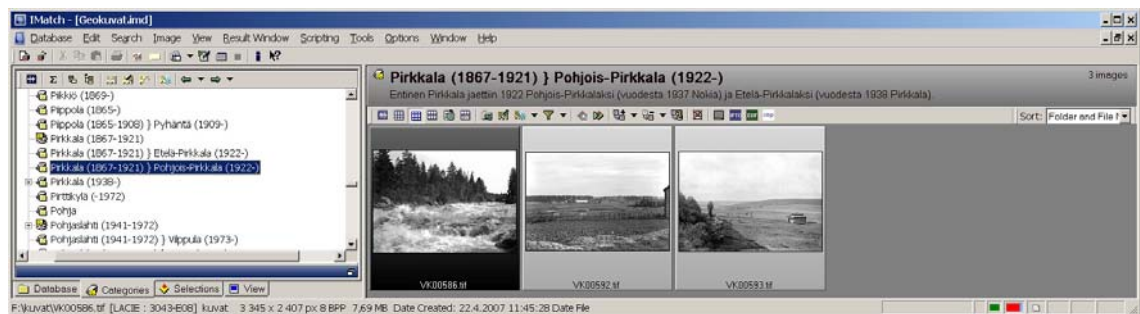 IMatch - [Geokuvat.imd]
Database Edit Search Image View Result Window Scripting Tools Options Window Help
Piikkiö (1869-)
Pippola (1865-)
Pippola (1865-1908) } Pyhäntä (1909-)
Pirkkala (1867-1921)
Pirkkala (1867-1921) } Etelä-Pirkkala (1922-)
Pirkkala (1867-1921) } Pohjois-Pirkkala (1922-)
Pirkkala (1938-)
Pirttikylä (-1972)
Pohja
Pohjaslahti (1941-1972)
Pohjaslahti (1941-1972) } Vilppula (1973-)
Database Categories Selections View
Pirkkala (1867-1921) } Pohjois-Pirkkala (1922-)
3 images
Entinen Pirkkala jaettiin 1922 Pohjois-Pirkkalaksi (vuodesta 1937 Nokia) ja Etelä-Pirkkalaksi (vuodesta 1938 Pirkkala).
Sort: Folder and File
VK00586.tif
VK00592.tif
VK00593.tif
F:\kuvat\VK00586.tif [LACIE : 3043-E08] kuvat 3 345 x 2 407 px 8 BPP 7,69 MB Date Created: 22.4.2007 11:45:28 Date File